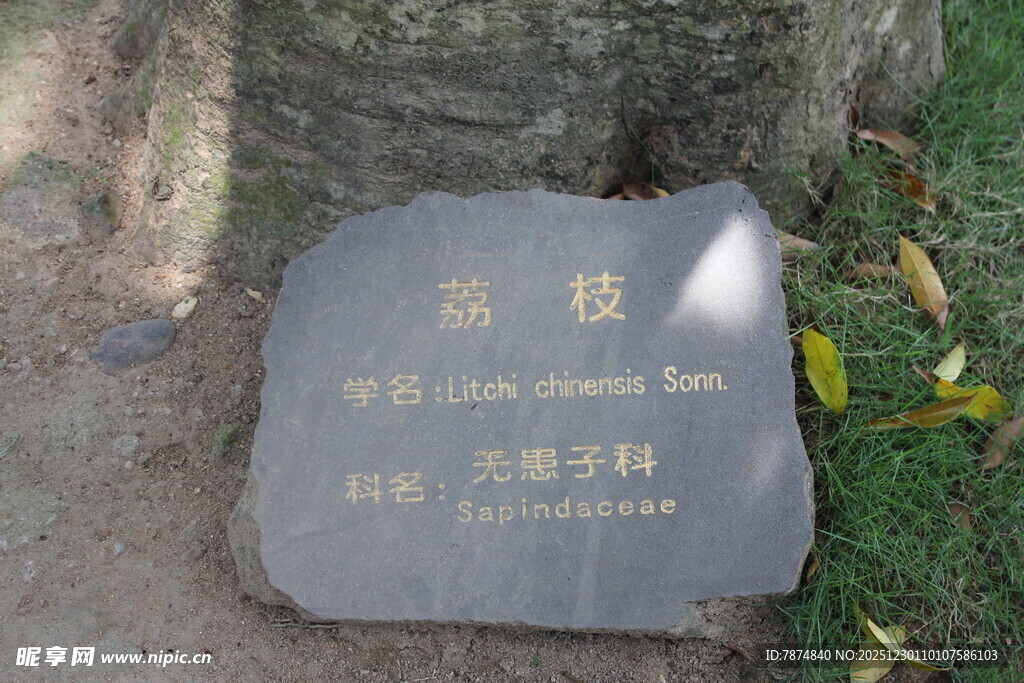 荔 枝
学名:Litchi chinensis Sonn.
科名: 无患子科
Sapindaceae
昵享网 www.nipic.cn
ID:7874840 NO:20251230110107586103